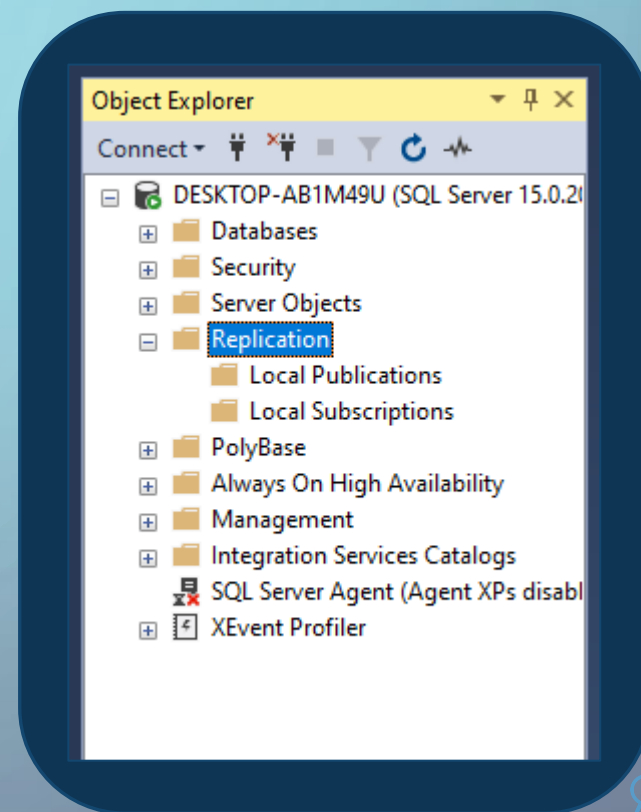 Object Explorer
Connect
DESKTOP-AB1M49U (SQL Server 15.0.20
Databases
Security
Server Objects
Replication
Local Publications
Local Subscriptions
PolyBase
Always On High Availability
Management
Integration Services Catalogs
SQL Server Agent (Agent XPs disabl
XEvent Profiler